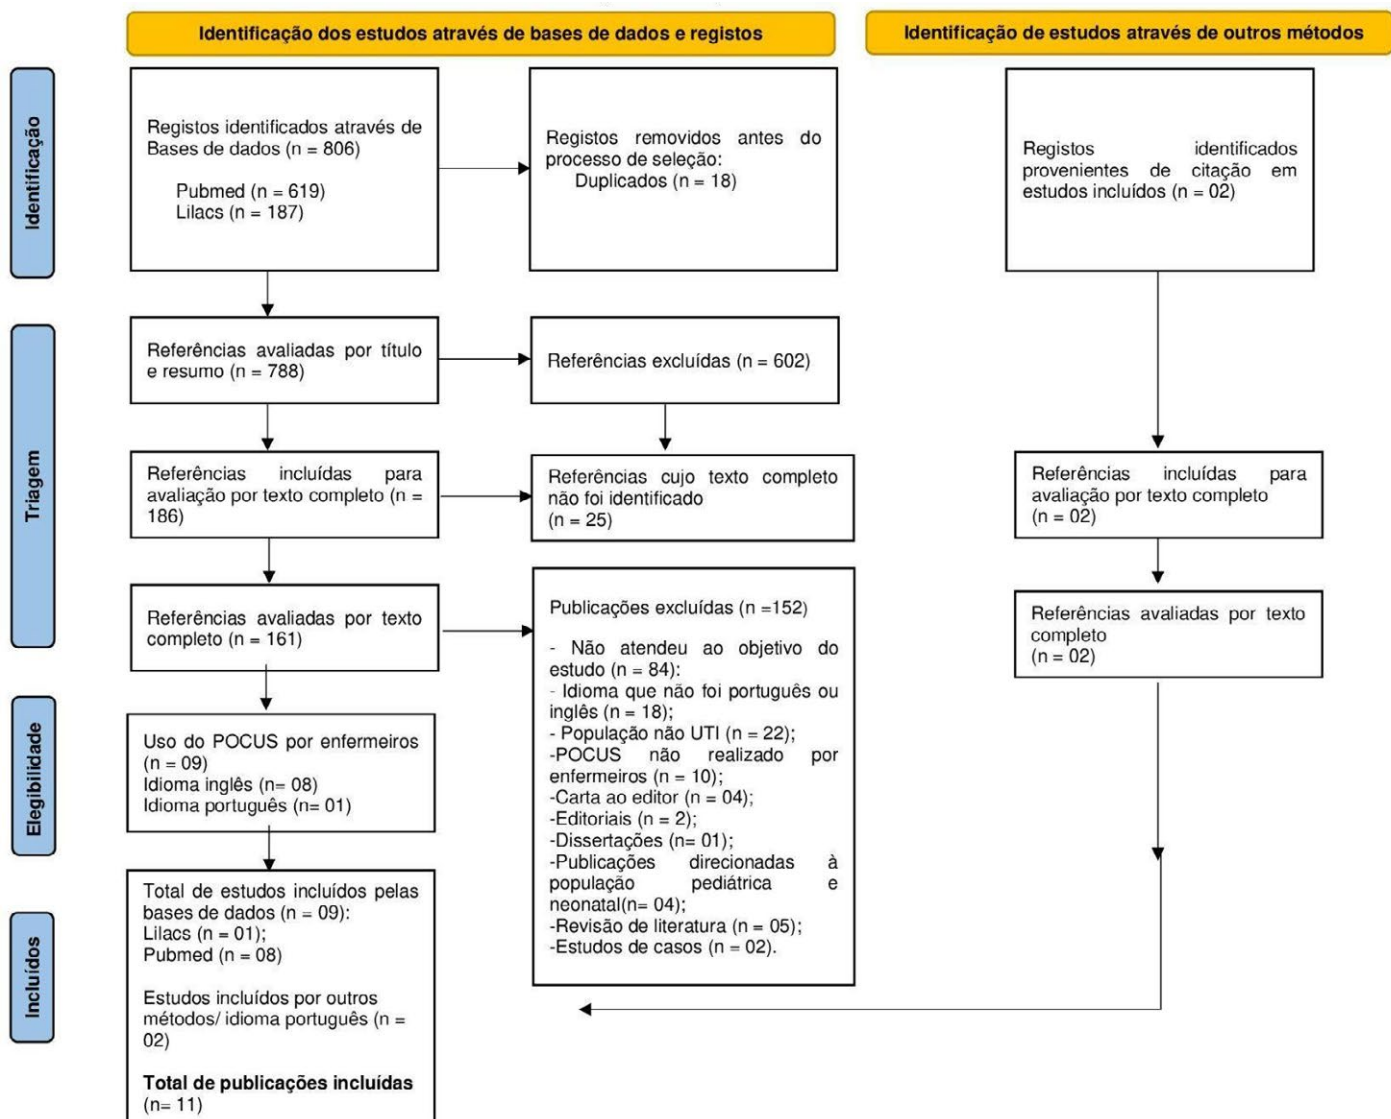 Identificação dos estudos através de bases de dados e registos
Identificação de estudos através de outros métodos
Identificação
Registos identificados através de
Bases de dados (n = 806)
Pubmed (n = 619)
Lilacs (n = 187)
Registos removidos antes do
processo de seleção:
Duplicados (n = 18)
Registos identificados
provenientes de citação em
estudos incluídos (n = 02)
Triagem
Referências avaliadas por título
e resumo (n = 788)
Referências excluídas (n = 602)
Referências incluídas para
avaliação por texto completo (n =
186)
Referências cujo texto completo
não foi identificado
(n = 25)
Referências incluídas para
avaliação por texto completo
(n = 02)
Referências avaliadas por texto
completo (n = 161)
Publicações excluídas (n =152)
- Não atendeu ao objetivo do
estudo (n = 84):
- Idioma que não foi português ou
inglês (n = 18);
- População não UTI (n = 22);
-POCUS não realizado por
enfermeiros (n = 10);
-Carta ao editor (n = 04);
-Editoriais (n = 2);
-Dissertações (n= 01);
-Publicações direcionadas à
população pediátrica e
neonatal(n= 04);
-Revisão de literatura (n = 05);
-Estudos de casos (n = 02).
Referências avaliadas por texto
completo
(n = 02)
Elegibilidade
Uso do POCUS por enfermeiros
(n = 09)
Idioma inglês (n= 08)
Idioma português (n= 01)
Incluídos
Total de estudos incluídos pelas
bases de dados (n = 09):
Lilacs (n = 01);
Pubmed (n = 08)
Estudos incluídos por outros
métodos/ idioma português (n =
02)
Total de publicações incluídas
(n= 11)